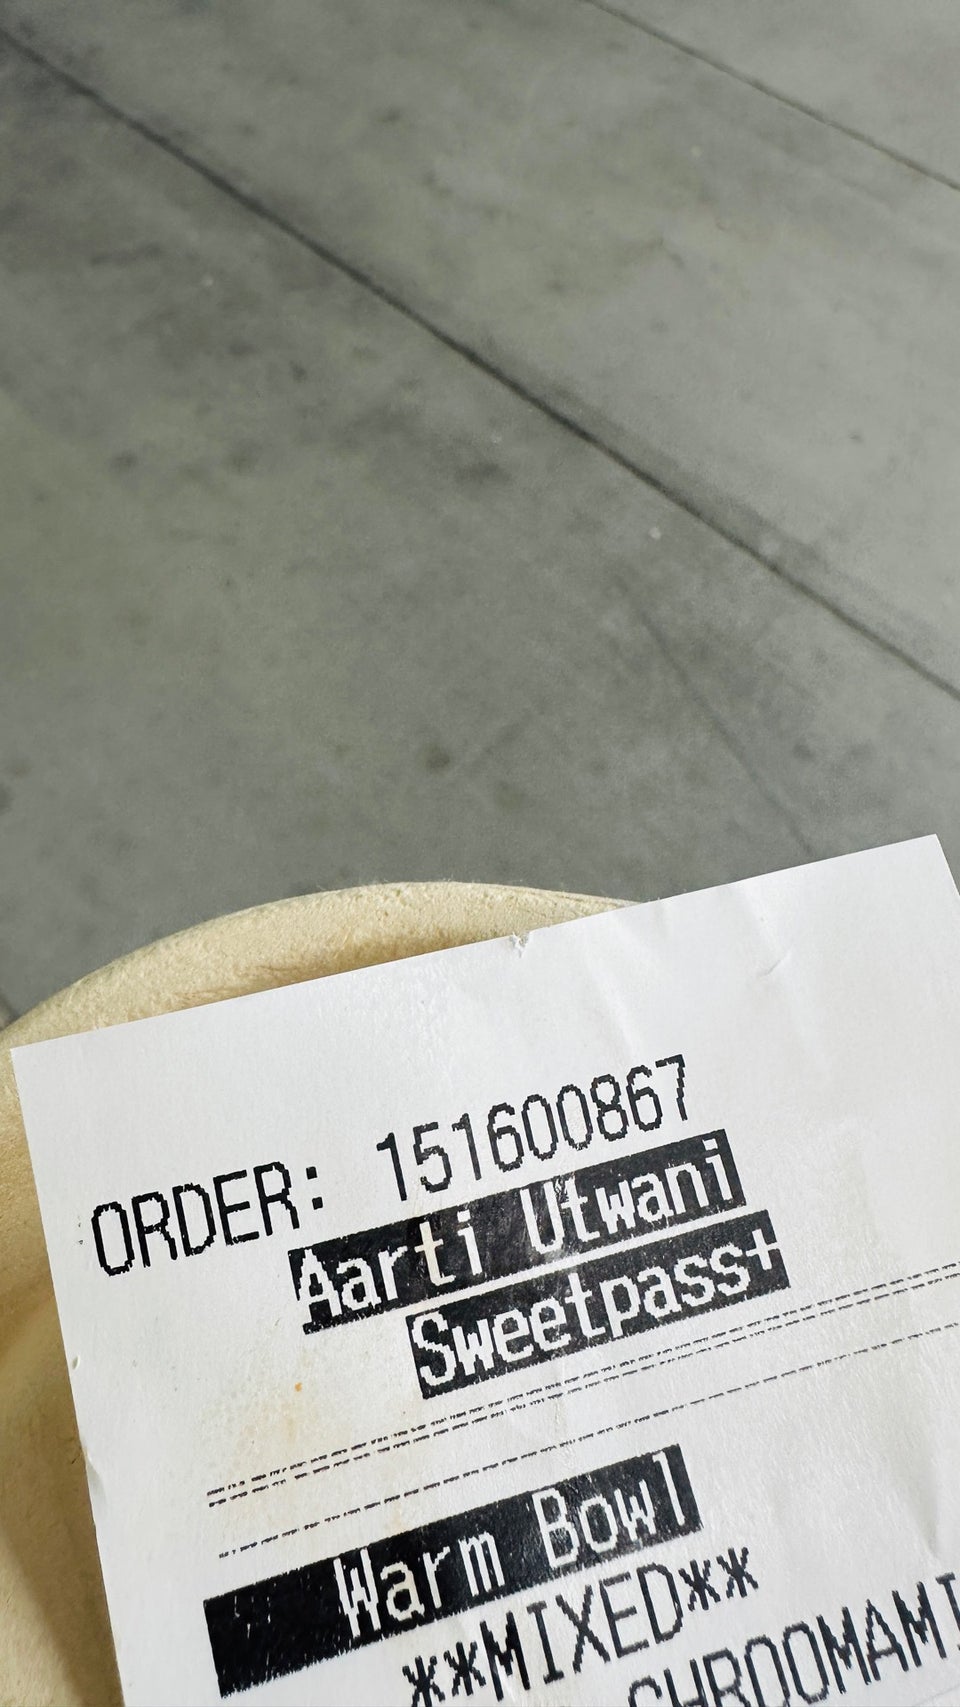 ORDER: 151600867
Aarti Utwani
Sweetpass+
Warm Bowl
**MIXED**